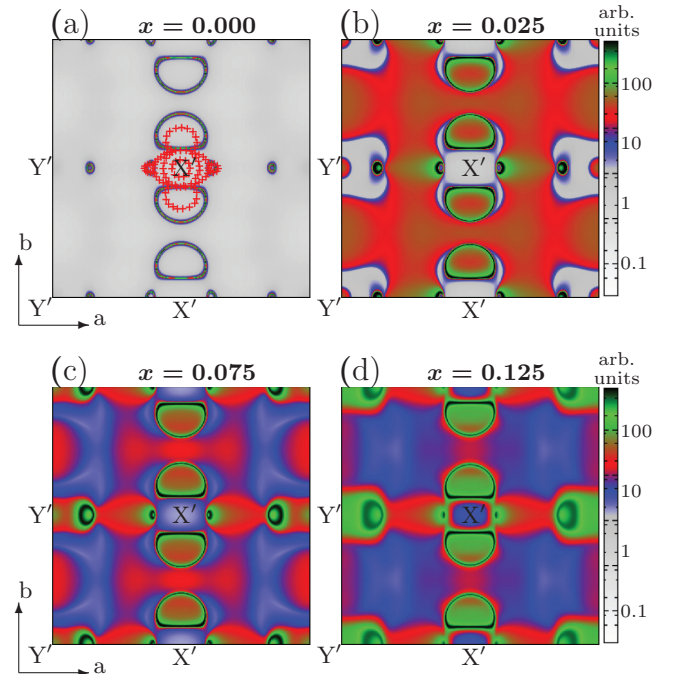 (a) x = 0.000
(b) x = 0.025
arb.
units
100
10
1
0.1
Y′ X′
Y′ X′
b
Y′ X′
a
Y′ X′
(c) x = 0.075
(d) x = 0.125
arb.
units
100
10
1
0.1
Y′ X′
Y′ X′
b
Y′ X′
a
Y′ X′